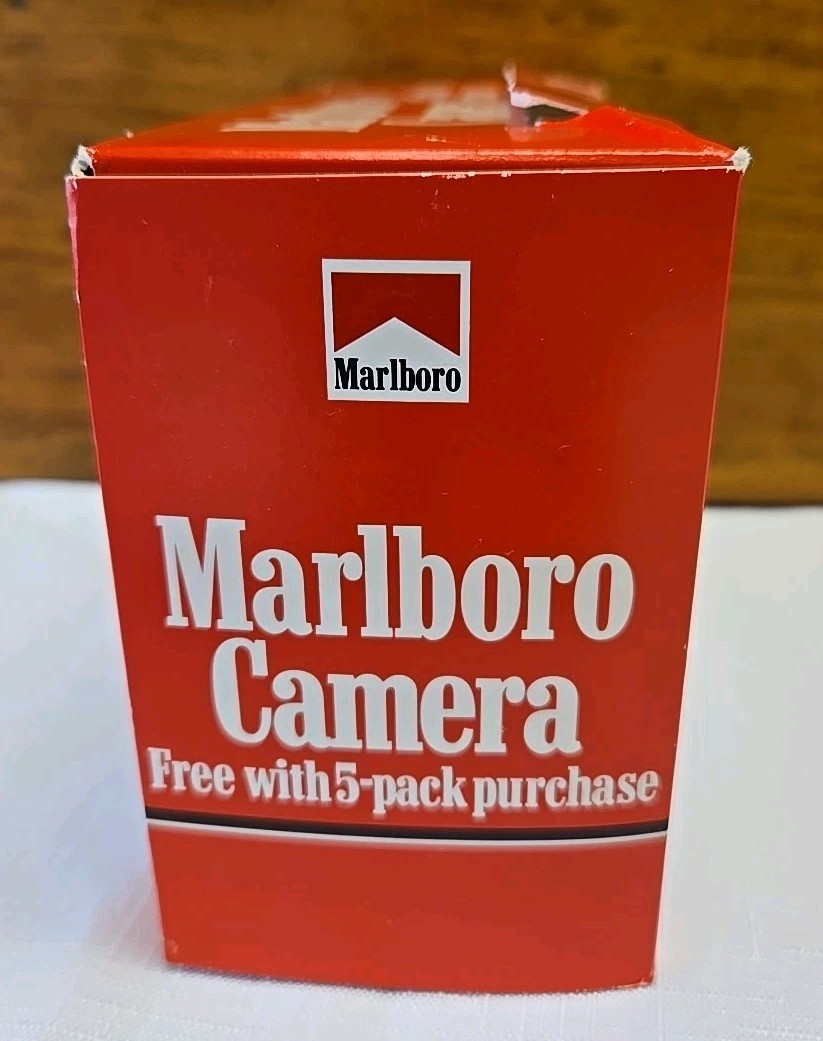 Marlboro
Marlboro
Camera
Free with 5-pack purchase